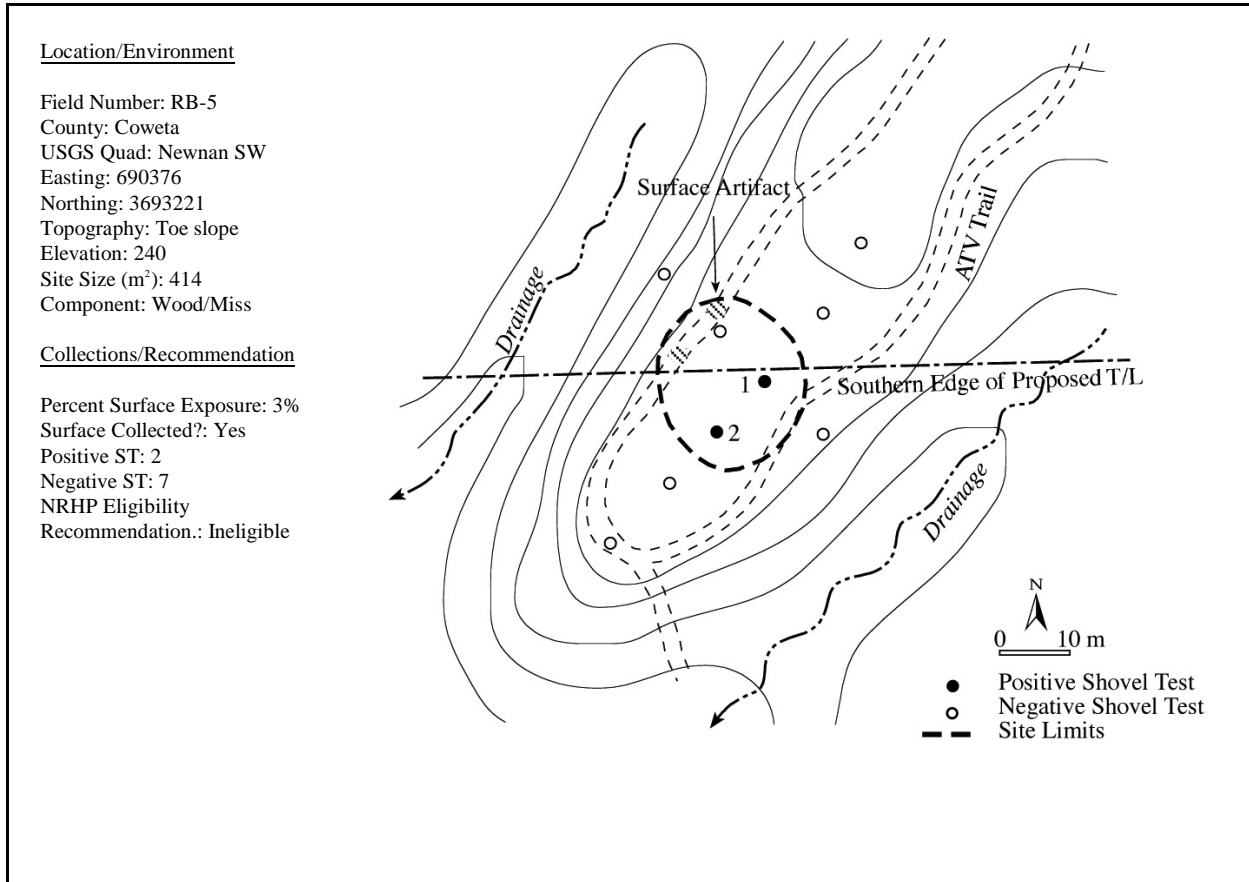 Location/Environment
Field Number: RB-5
County: Coweta
USGS Quad: Newnan SW
Easting: 690376
Northing: 3693221
Topography: Toe slope
Elevation: 240
Site Size (m²): 414
Component: Wood/Miss
Collections/Recommendation
Percent Surface Exposure: 3%
Surface Collected?: Yes
Positive ST: 2
Negative ST: 7
NRHP Eligibility
Recommendation.: Ineligible
Surface Artifact
ATV Trail
Drainage
1
Southern Edge of Proposed T/L
2
Drainage
N
0 10 m
Positive Shovel Test
Negative Shovel Test
Site Limits